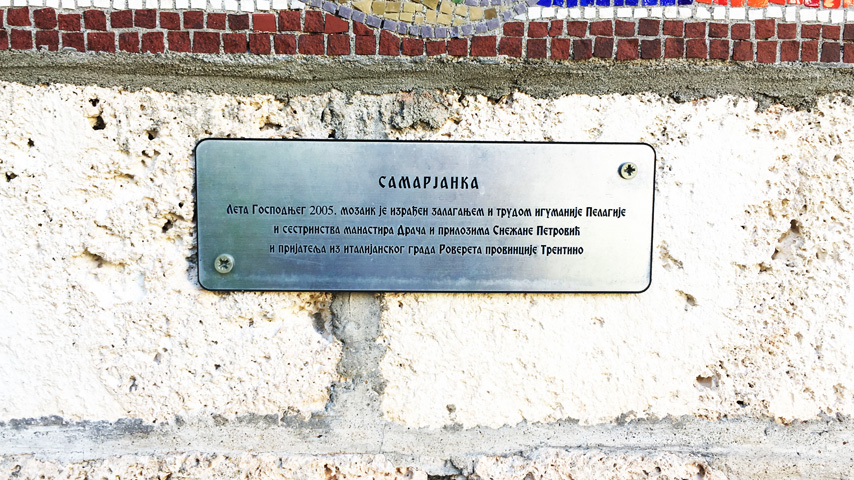 САМАРЈАНКА
Лета Господњег 2005. мозаик је израђен залагањем и трудом игуманије Пелагије
и сестринства манастира Драча и прилозима Снежане Петровић
и пријатеља из италијанског града Роверета провинције Трентино